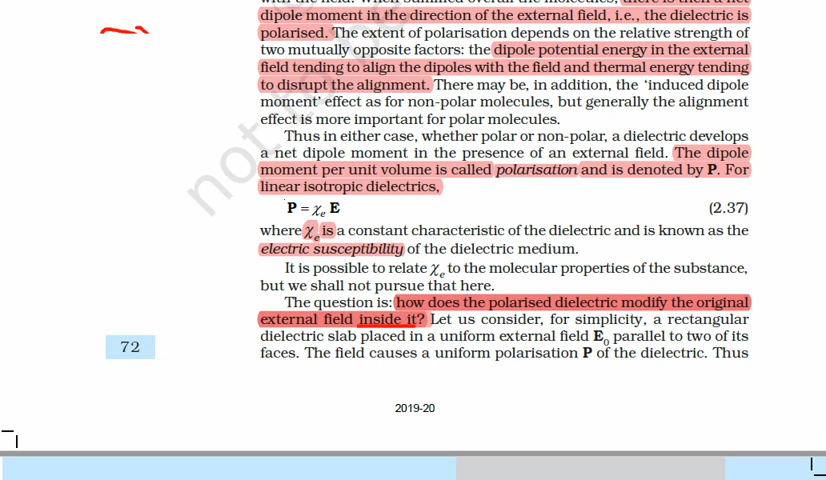 dipole moment in the direction of the external field, i.e., the dielectric is
polarised. The extent of polarisation depends on the relative strength of
two mutually opposite factors: the dipole potential energy in the external
field tending to align the dipoles with the field and thermal energy tending
to disrupt the alignment. There may be, in addition, the ‘induced dipole
moment’ effect as for non-polar molecules, but generally the alignment
effect is more important for polar molecules.
Thus in either case, whether polar or non-polar, a dielectric develops
a net dipole moment in the presence of an external field. The dipole
moment per unit volume is called polarisation and is denoted by P. For
linear isotropic dielectrics,
P = χe E (2.37)
where χe is a constant characteristic of the dielectric and is known as the
electric susceptibility of the dielectric medium.
It is possible to relate χe to the molecular properties of the substance,
but we shall not pursue that here.
The question is: how does the polarised dielectric modify the original
external field inside it? Let us consider, for simplicity, a rectangular
dielectric slab placed in a uniform external field E0 parallel to two of its
faces. The field causes a uniform polarisation P of the dielectric. Thus
72
2019-20
not to